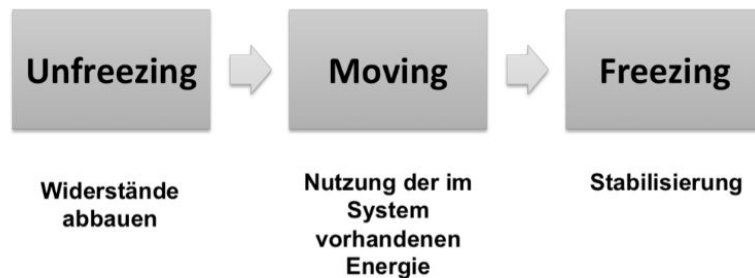 Unfreezing
Moving
Freezing
Widerstände
abbauen
Nutzung der im
System
vorhandenen
Energie
Stabilisierung